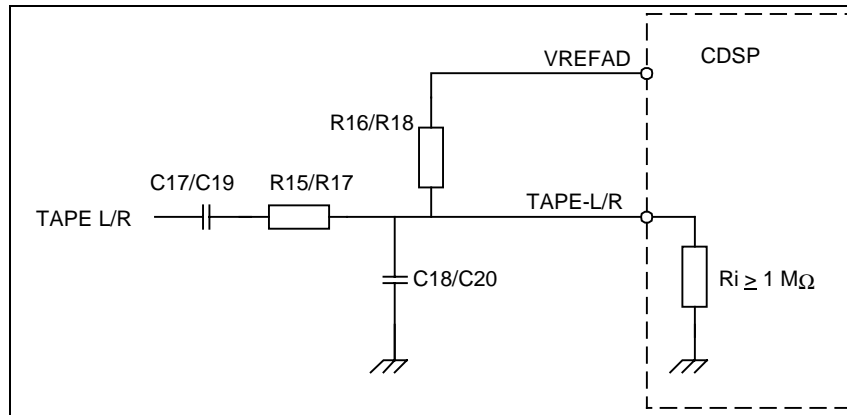 VREFAD
CDSP
R16/R18
C17/C19
R15/R17
TAPE L/R
TAPE-L/R
C18/C20
Ri ≥ 1 MΩ